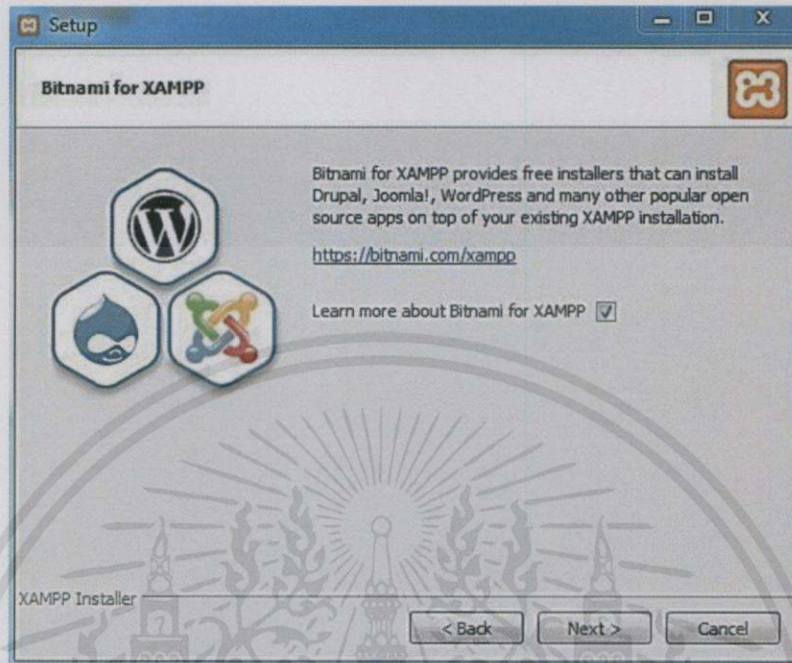 Setup
Bitnami for XAMPP
Bitnami for XAMPP provides free installers that can install
Drupal, Joomla!, WordPress and many other popular open
source apps on top of your existing XAMPP installation.
https://bitnami.com/xampp
Learn more about Bitnami for XAMPP
XAMPP Installer
< Back
Next >
Cancel